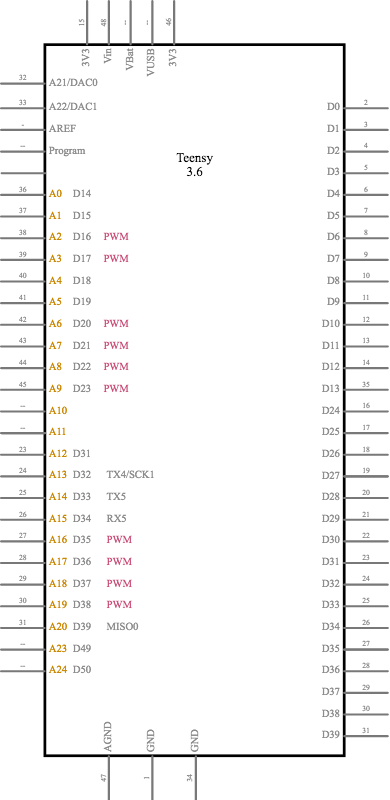 15 48 -- -- 46
3V3 Vin VBat VUSB 3V3
Teensy
3.6
32 A21/DAC0
33 A22/DAC1
- AREF
-- Program
36 A0 D14
37 A1 D15
38 A2 D16 PWM
39 A3 D17 PWM
40 A4 D18
41 A5 D19
42 A6 D20 PWM
43 A7 D21 PWM
44 A8 D22 PWM
45 A9 D23 PWM
-- A10
-- A11
23 A12 D31
24 A13 D32 TX4/SCK1
25 A14 D33 TX5
26 A15 D34 RX5
27 A16 D35 PWM
28 A17 D36 PWM
29 A18 D37 PWM
30 A19 D38 PWM
31 A20 D39 MISO0
-- A23 D49
-- A24 D50
D0 2
D1 3
D2 4
D3 5
D4 6
D5 7
D6 8
D7 9
D8 10
D9 11
D10 12
D11 13
D12 14
D13 35
D24 16
D25 17
D26 18
D27 19
D28 20
D29 21
D30 22
D31 23
D32 24
D33 25
D34 26
D35 27
D36 28
D37 29
D38 30
D39 31
AGND GND GND
47 1 34